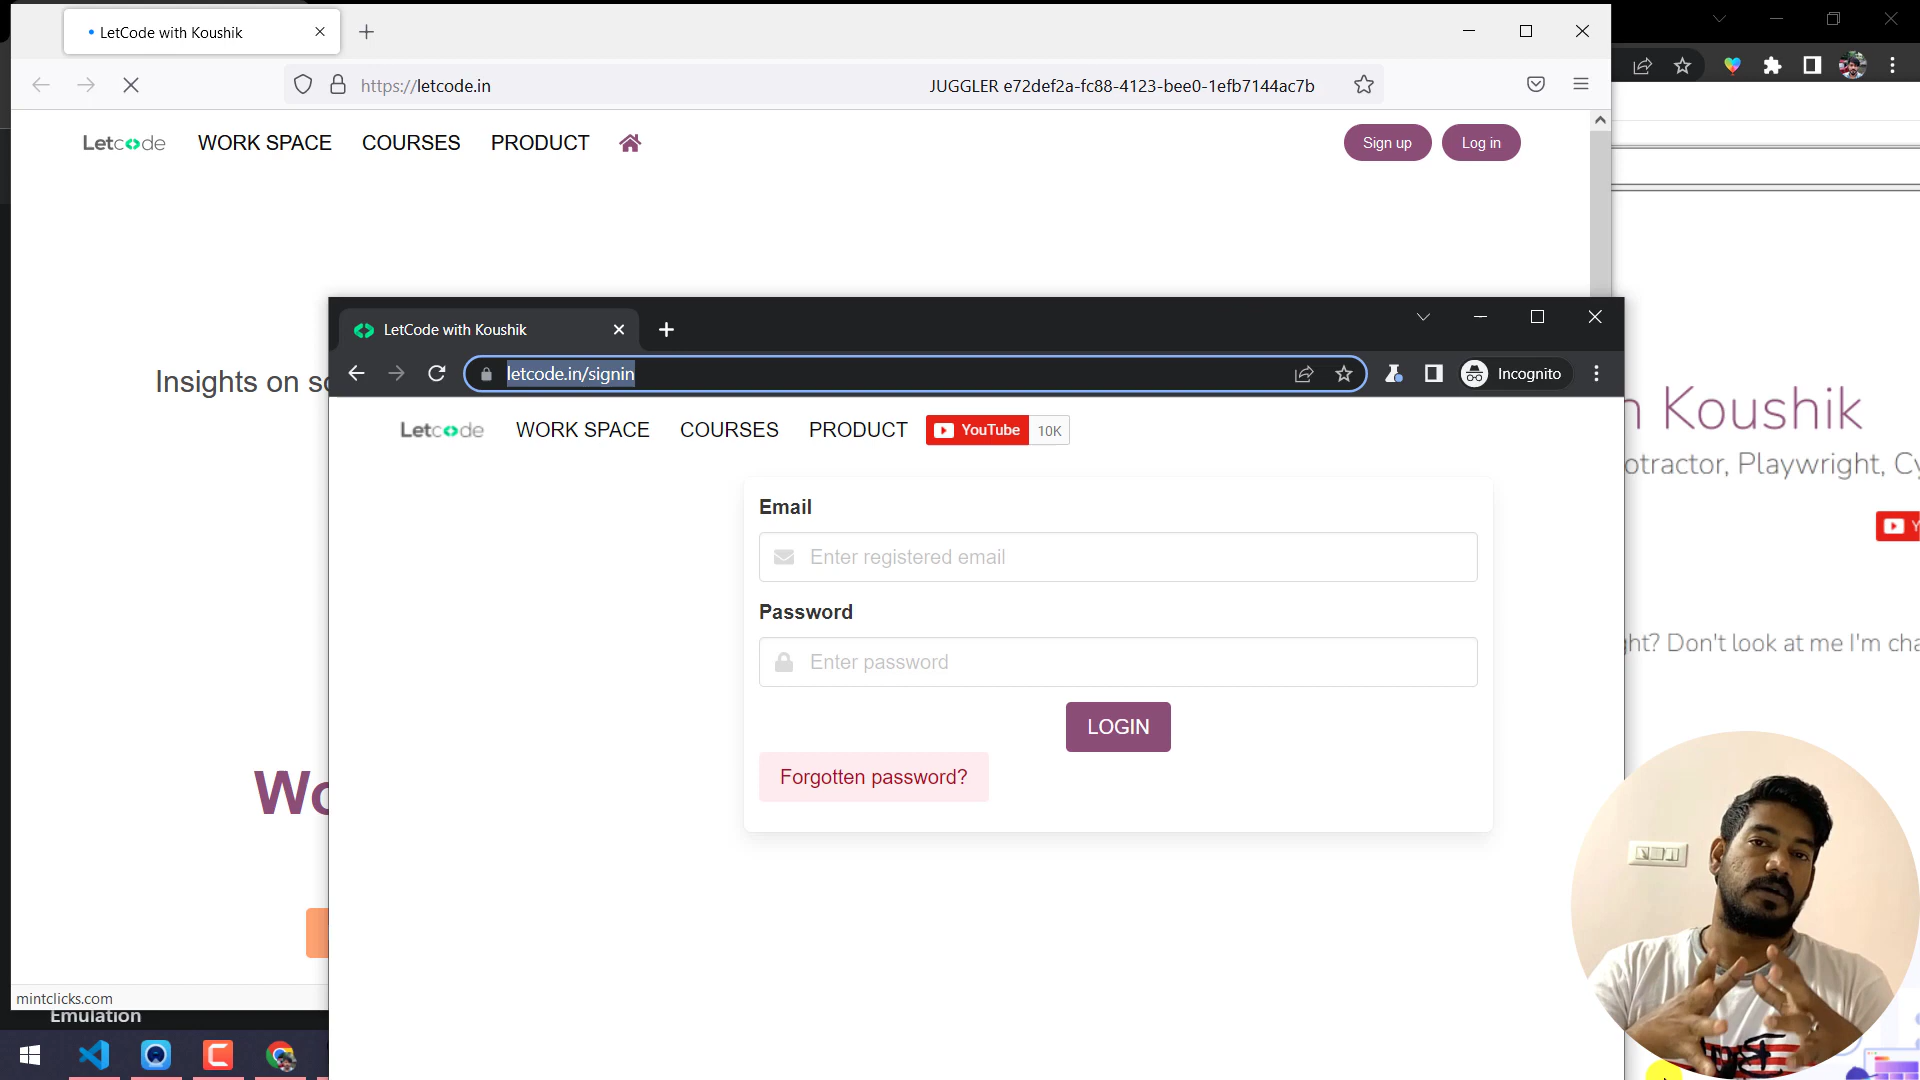 LetCode with Koushik
https://letcode.in
JUGGLER e72def2a-fc88-4123-bee0-1efb7144ac7b
Letcode
WORK SPACE
COURSES
PRODUCT
Sign up
Log in
Insights on
LetCode with Koushik
letcode.in/signin
Incognito
Letcode
WORK SPACE
COURSES
PRODUCT
YouTube
10K
Email
Enter registered email
Password
Enter password
LOGIN
Forgotten password?
Koushik
otractor, Playwright, Cy
ght? Don't look at me I'm cha
Wo
mintclicks.com
Emulation